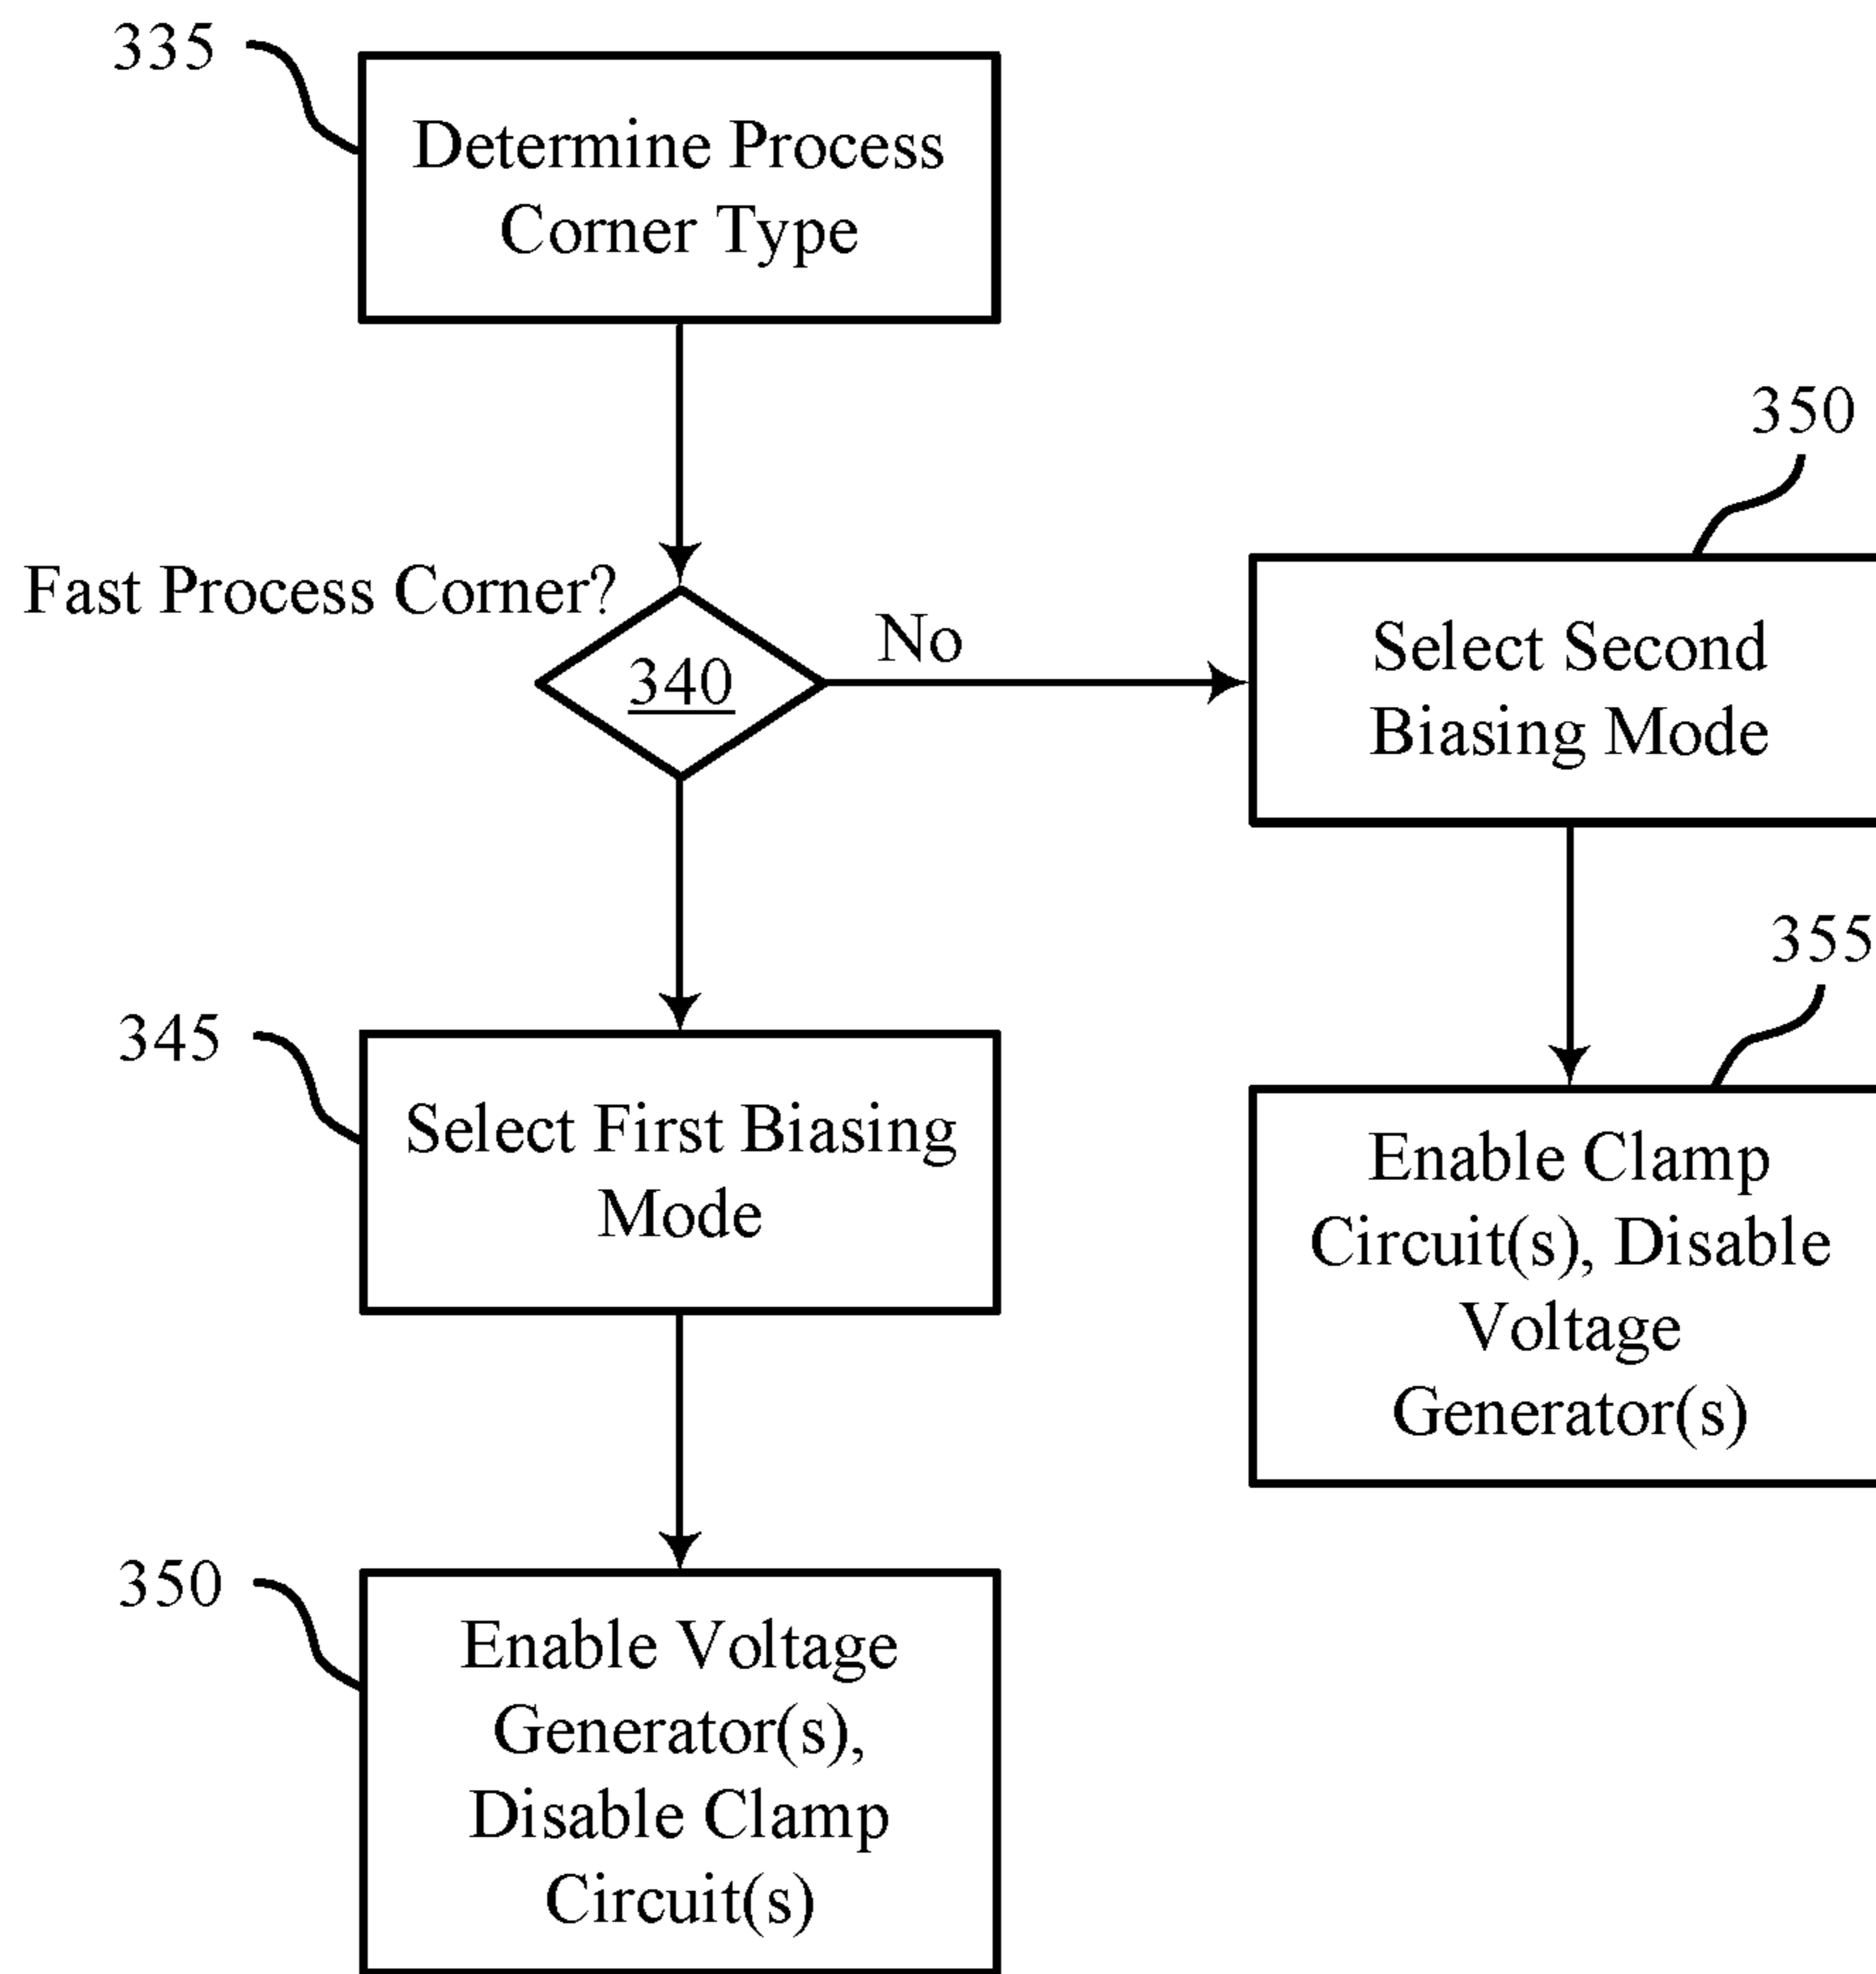 335
Determine Process
Corner Type
350
Fast Process Corner?
No
340
Select Second
Biasing Mode
355
345
Select First Biasing
Mode
Enable Clamp
Circuit(s), Disable
Voltage
Generator(s)
350
Enable Voltage
Generator(s),
Disable Clamp
Circuit(s)